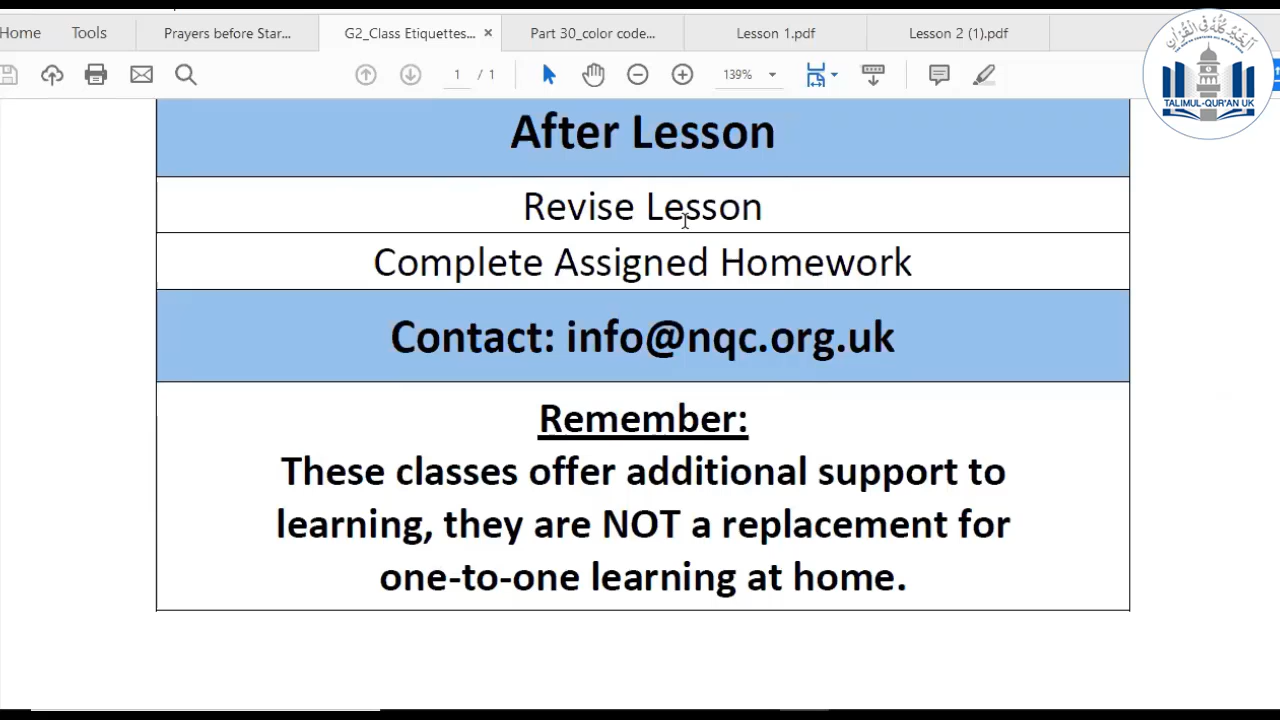 Home Tools Prayers before Star... G2_Class Etiquettes... × Part 30_color code... Lesson 1.pdf Lesson 2 (1).pdf
1 / 1 139%
TALIMUL-QUR'AN UK
After Lesson
Revise Lesson
Complete Assigned Homework
Contact: info@nqc.org.uk
Remember:
These classes offer additional support to
learning, they are NOT a replacement for
one-to-one learning at home.